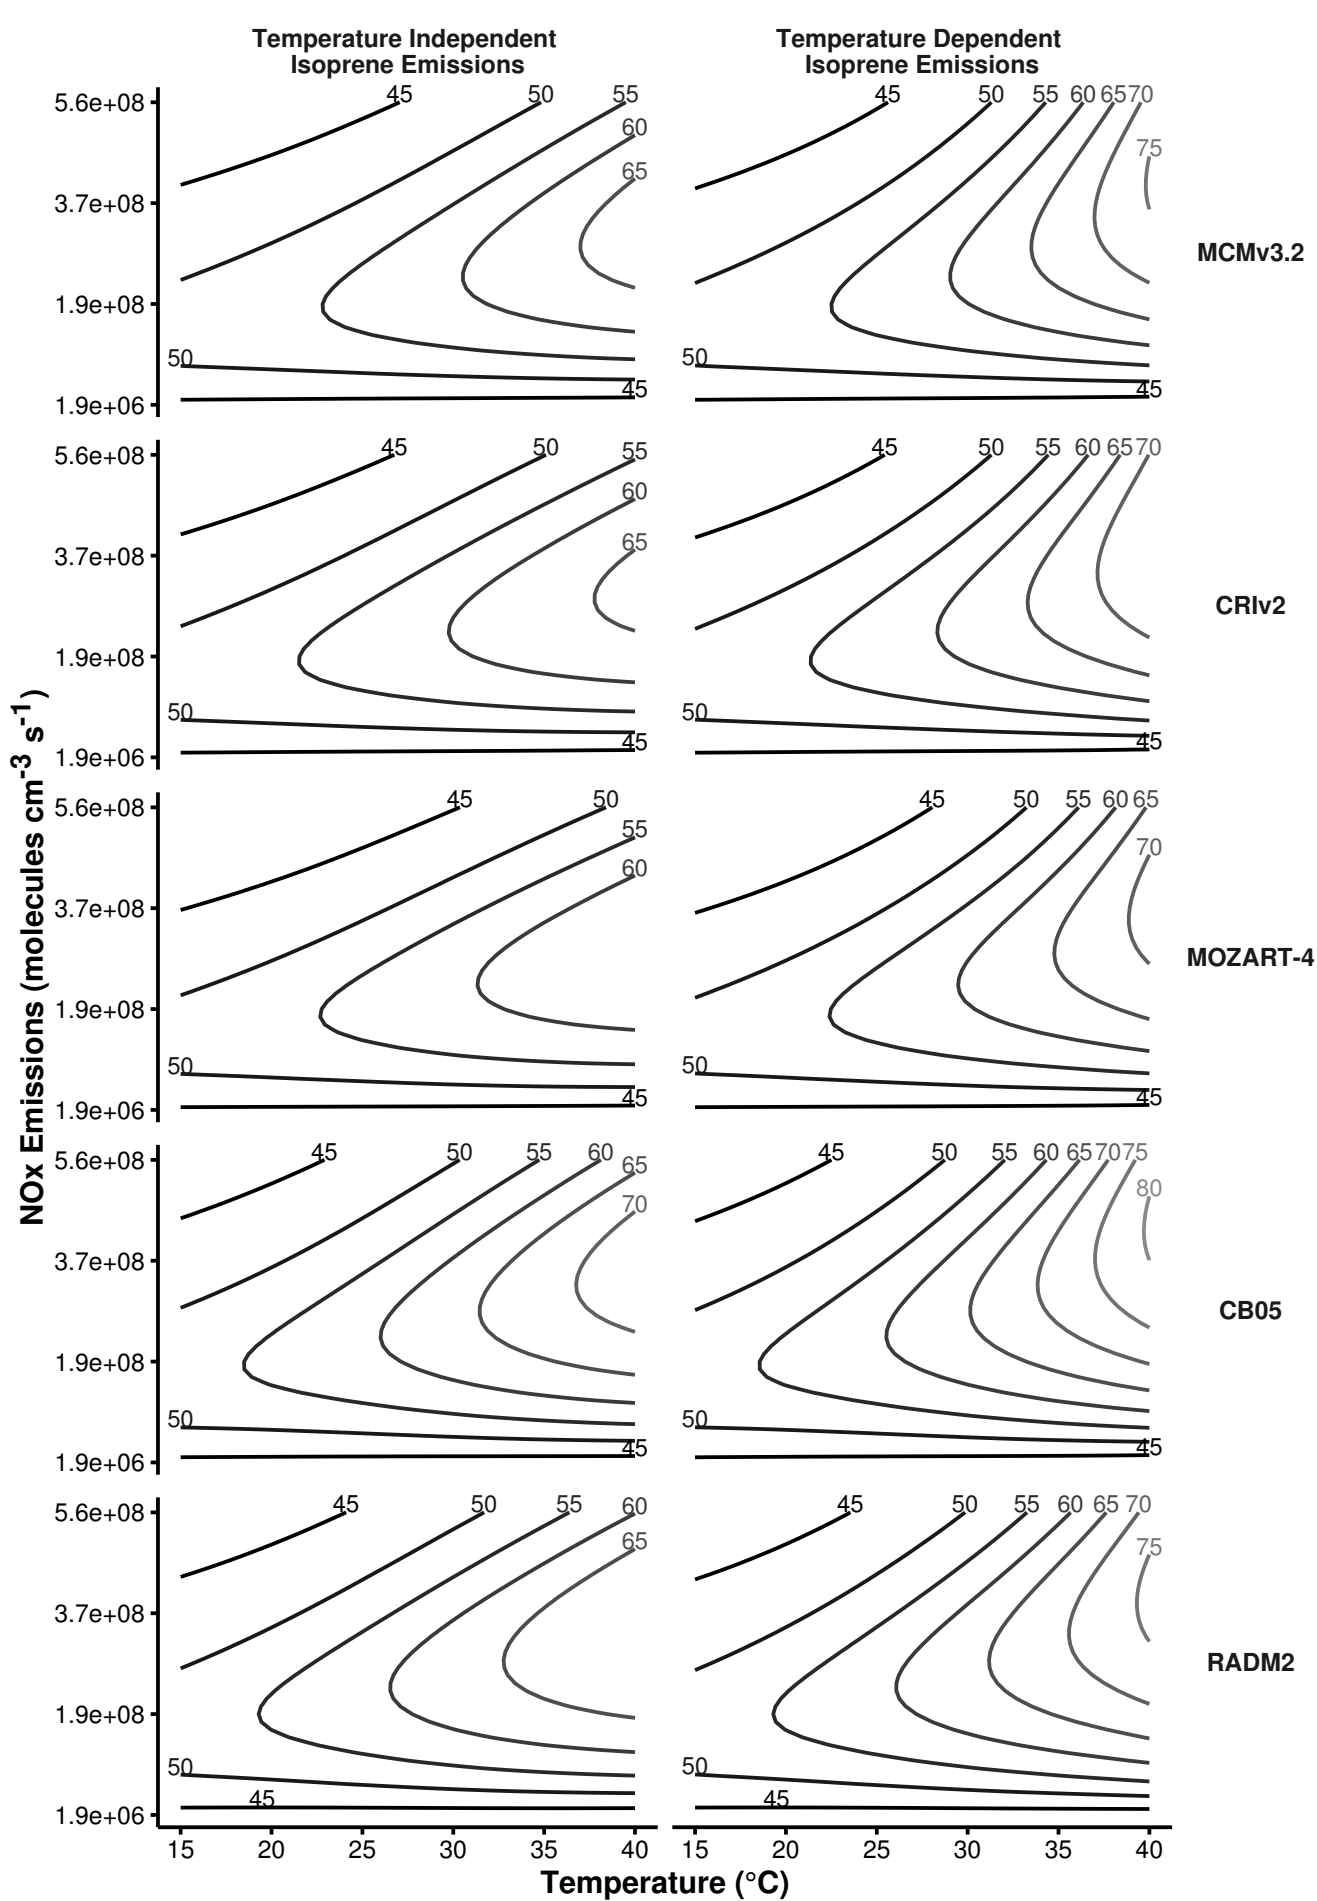 Temperature Independent
Isoprene Emissions
Temperature Dependent
Isoprene Emissions
NOx Emissions (molecules cm-3 s-1)
5.6e+08
3.7e+08
1.9e+08
1.9e+06
45 50 55
60
65
50
45
45 50 55 60 65 70
75
50
45
MCMv3.2
5.6e+08
3.7e+08
1.9e+08
1.9e+06
45 50 55
60
65
50
45
45 50 55 60 65 70
50
45
CRIv2
5.6e+08
3.7e+08
1.9e+08
1.9e+06
45 50
55
60
50
45
45 50 55 60 65
70
50
45
MOZART-4
5.6e+08
3.7e+08
1.9e+08
1.9e+06
45 50 55 60
65
70
50
45
45 50 55 60 65 70 75
80
50
45
CB05
5.6e+08
3.7e+08
1.9e+08
1.9e+06
45 50 55 60
65
50
45
45 50 55 60 65 70
75
50
45
RADM2
15 20 25 30 35 40
15 20 25 30 35 40
Temperature (°C)